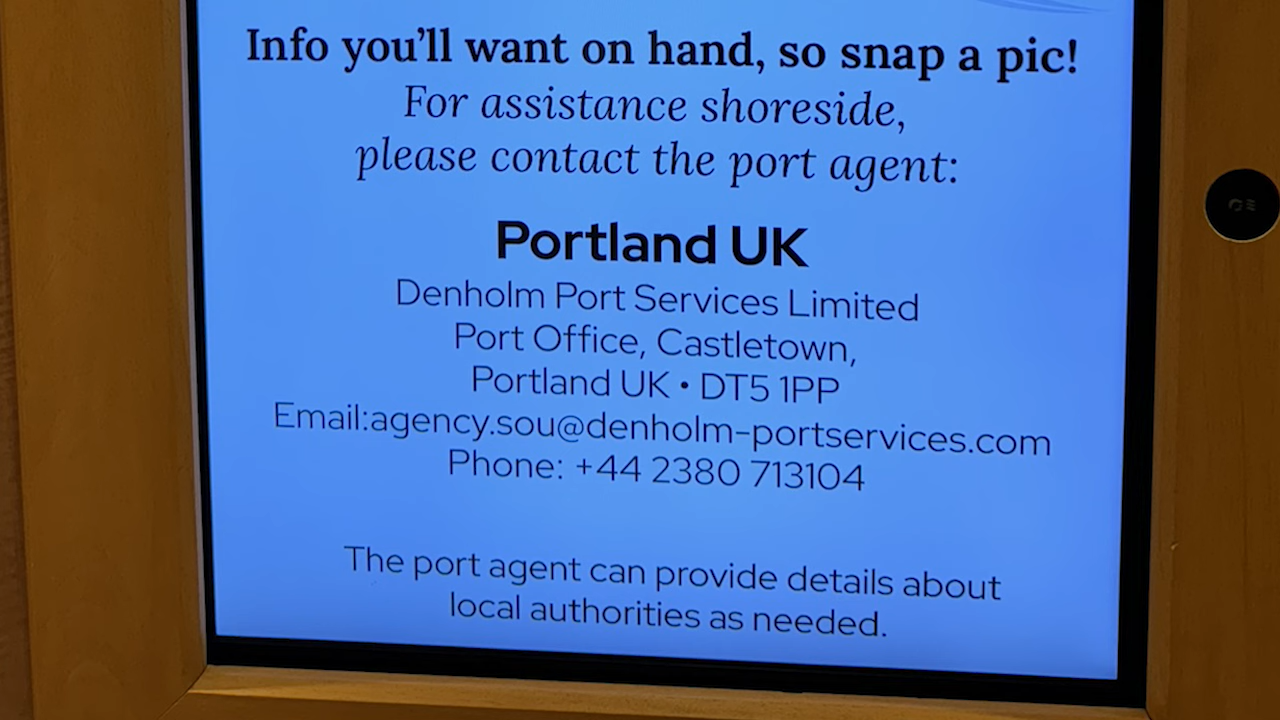 Info you'll want on hand, so snap a pic!
For assistance shoreside,
please contact the port agent:
Portland UK
Denholm Port Services Limited
Port Office, Castletown,
Portland UK • DT5 1PP
Email:agency.sou@denholm-portservices.com
Phone: +44 2380 713104
The port agent can provide details about
local authorities as needed.